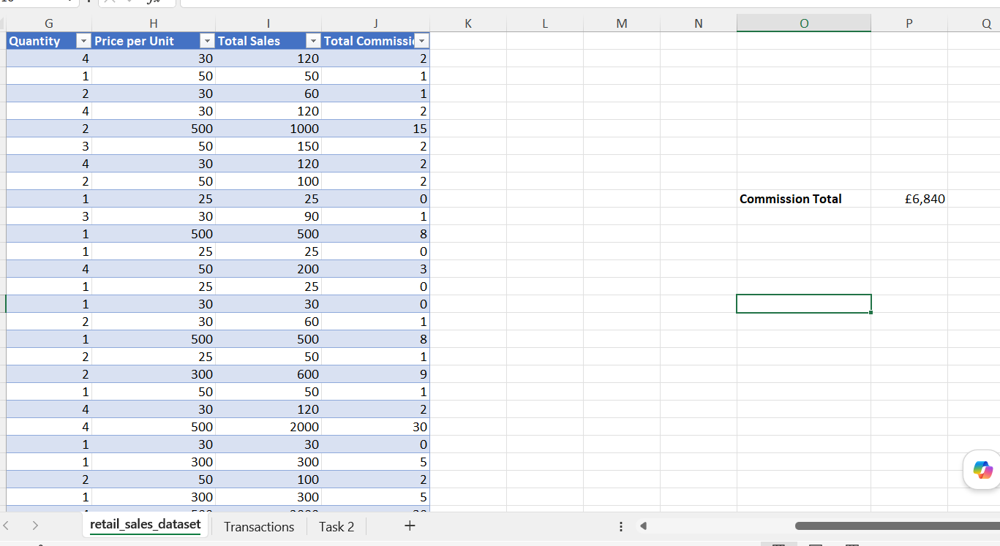 G H I J K L M N O P Q
Quantity Price per Unit Total Sales Total Commissi
4 30 120 2
1 50 50 1
2 30 60 1
4 30 120 2
2 500 1000 15
3 50 150 2
4 30 120 2
2 50 100 2
1 25 25 0 Commission Total £6,840
3 30 90 1
1 500 500 8
1 25 25 0
4 50 200 3
1 25 25 0
1 30 30 0
2 30 60 1
1 500 500 8
2 25 50 1
2 300 600 9
1 50 50 1
4 30 120 2
4 500 2000 30
1 30 30 0
1 300 300 5
2 50 100 2
1 300 300 5
retail_sales_dataset Transactions Task 2